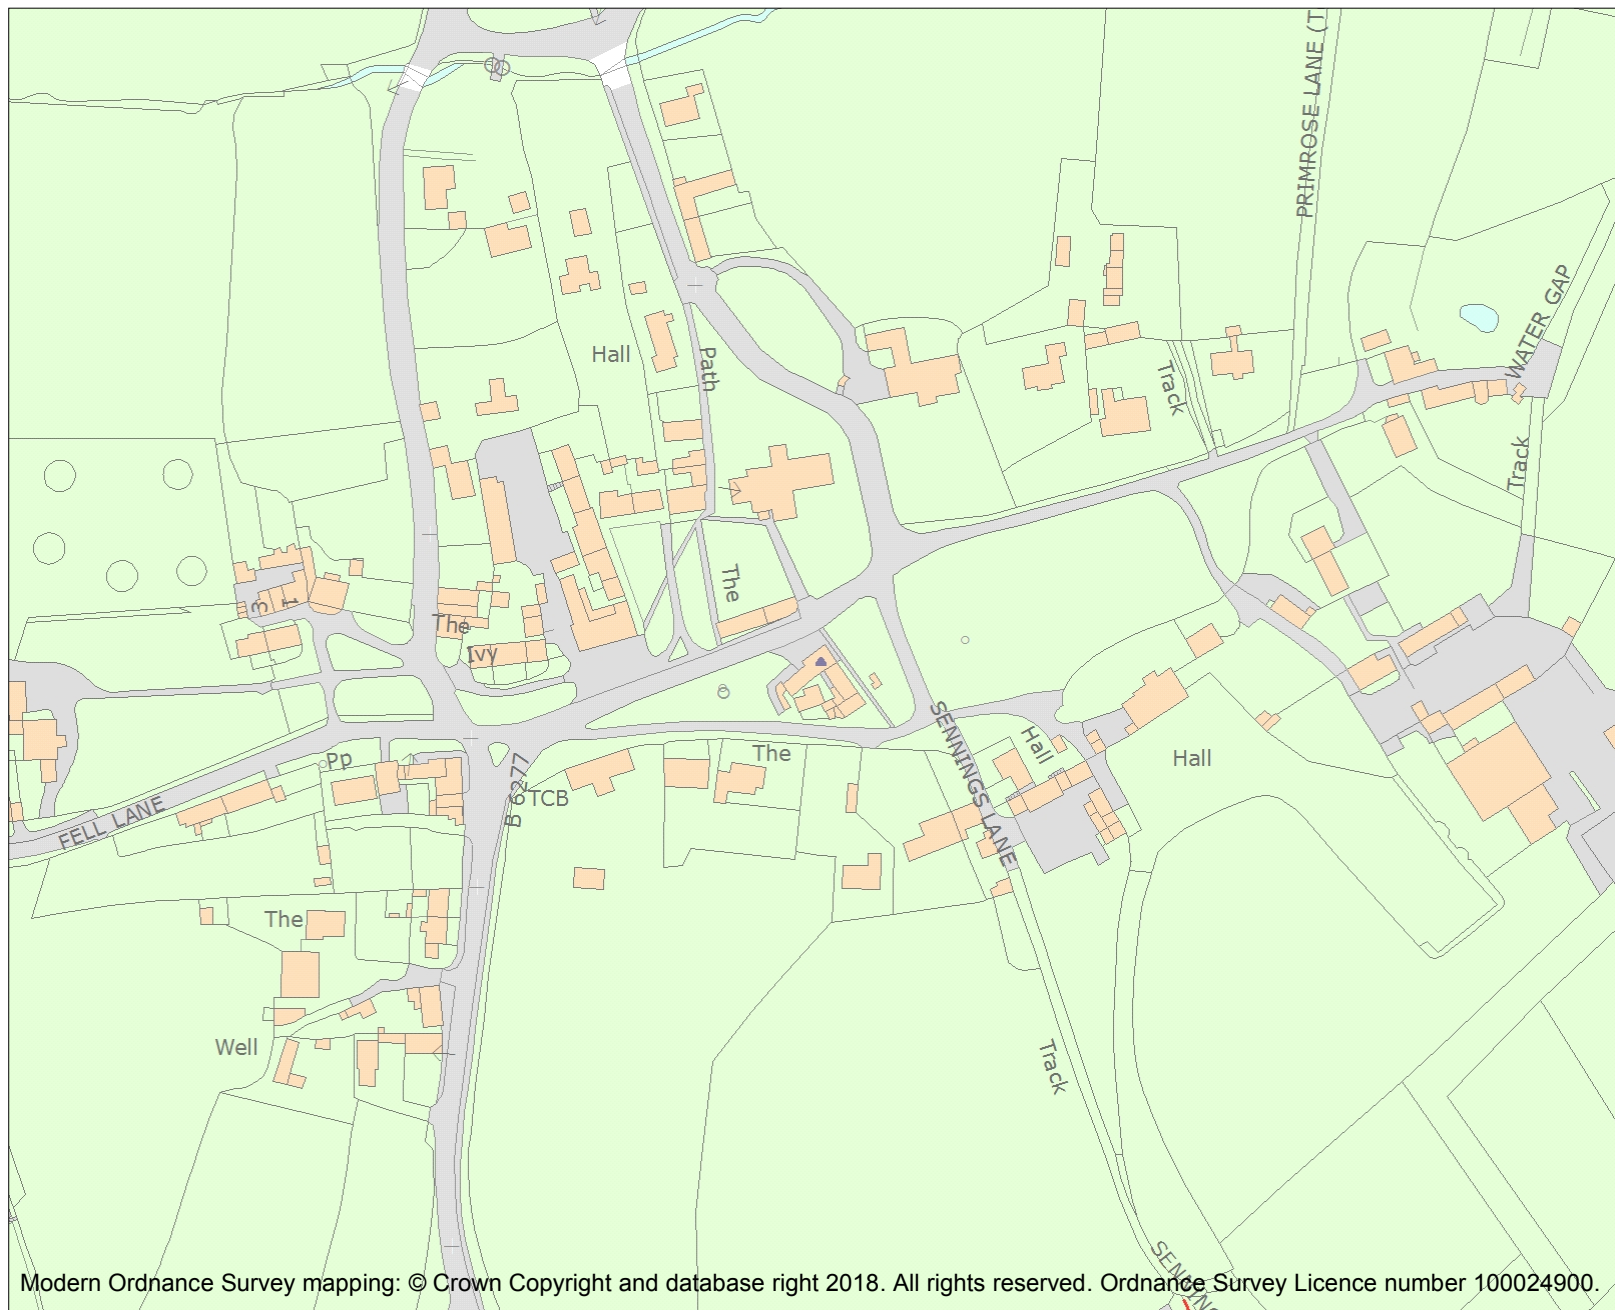 PRIMROSE LANE (T
WATER GAP
Hall
Path
Track
Track
The
3
1
The
Ivy
SENNINGS LANE
Hall
Hall
The
Pp
B 6277
TCB
FELL LANE
The
Well
Track
SENNINGS
Modern Ordnance Survey mapping: © Crown Copyright and database right 2018. All rights reserved. Ordnance Survey Licence number 100024900.